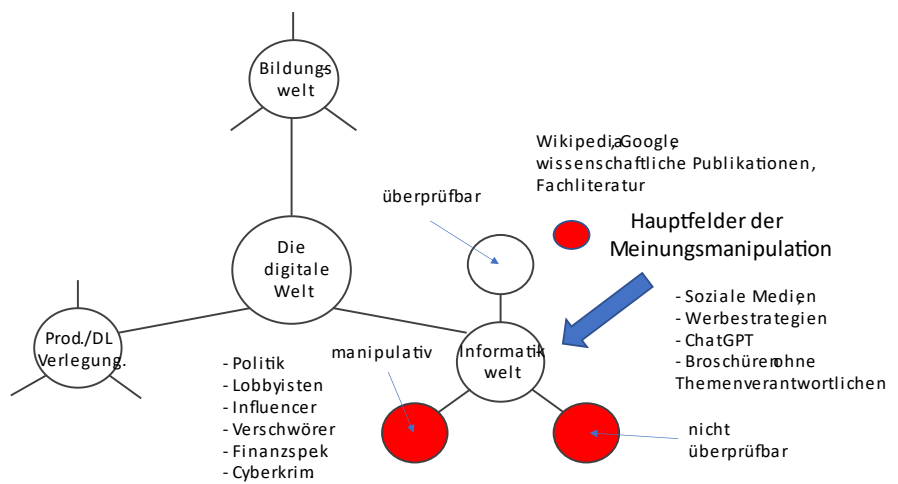 Bildungs-
welt
Wikipedia, Google,
wissenschaftliche Publikationen,
Fachliteratur
überprüfbar
Hauptfelder der
Meinungsmanipulation
Die
digitale
Welt
- Soziale Medien,
- Werbestrategien
- ChatGPT
- Broschüren ohne
Themenverantwortlichen
Prod./DL
Verlegung.
manipulativ
Informatik
welt
- Politik
- Lobbyisten
- Influencer
- Verschwörer
- Finanzspek
- Cyberkrim.
nicht
überprüfbar